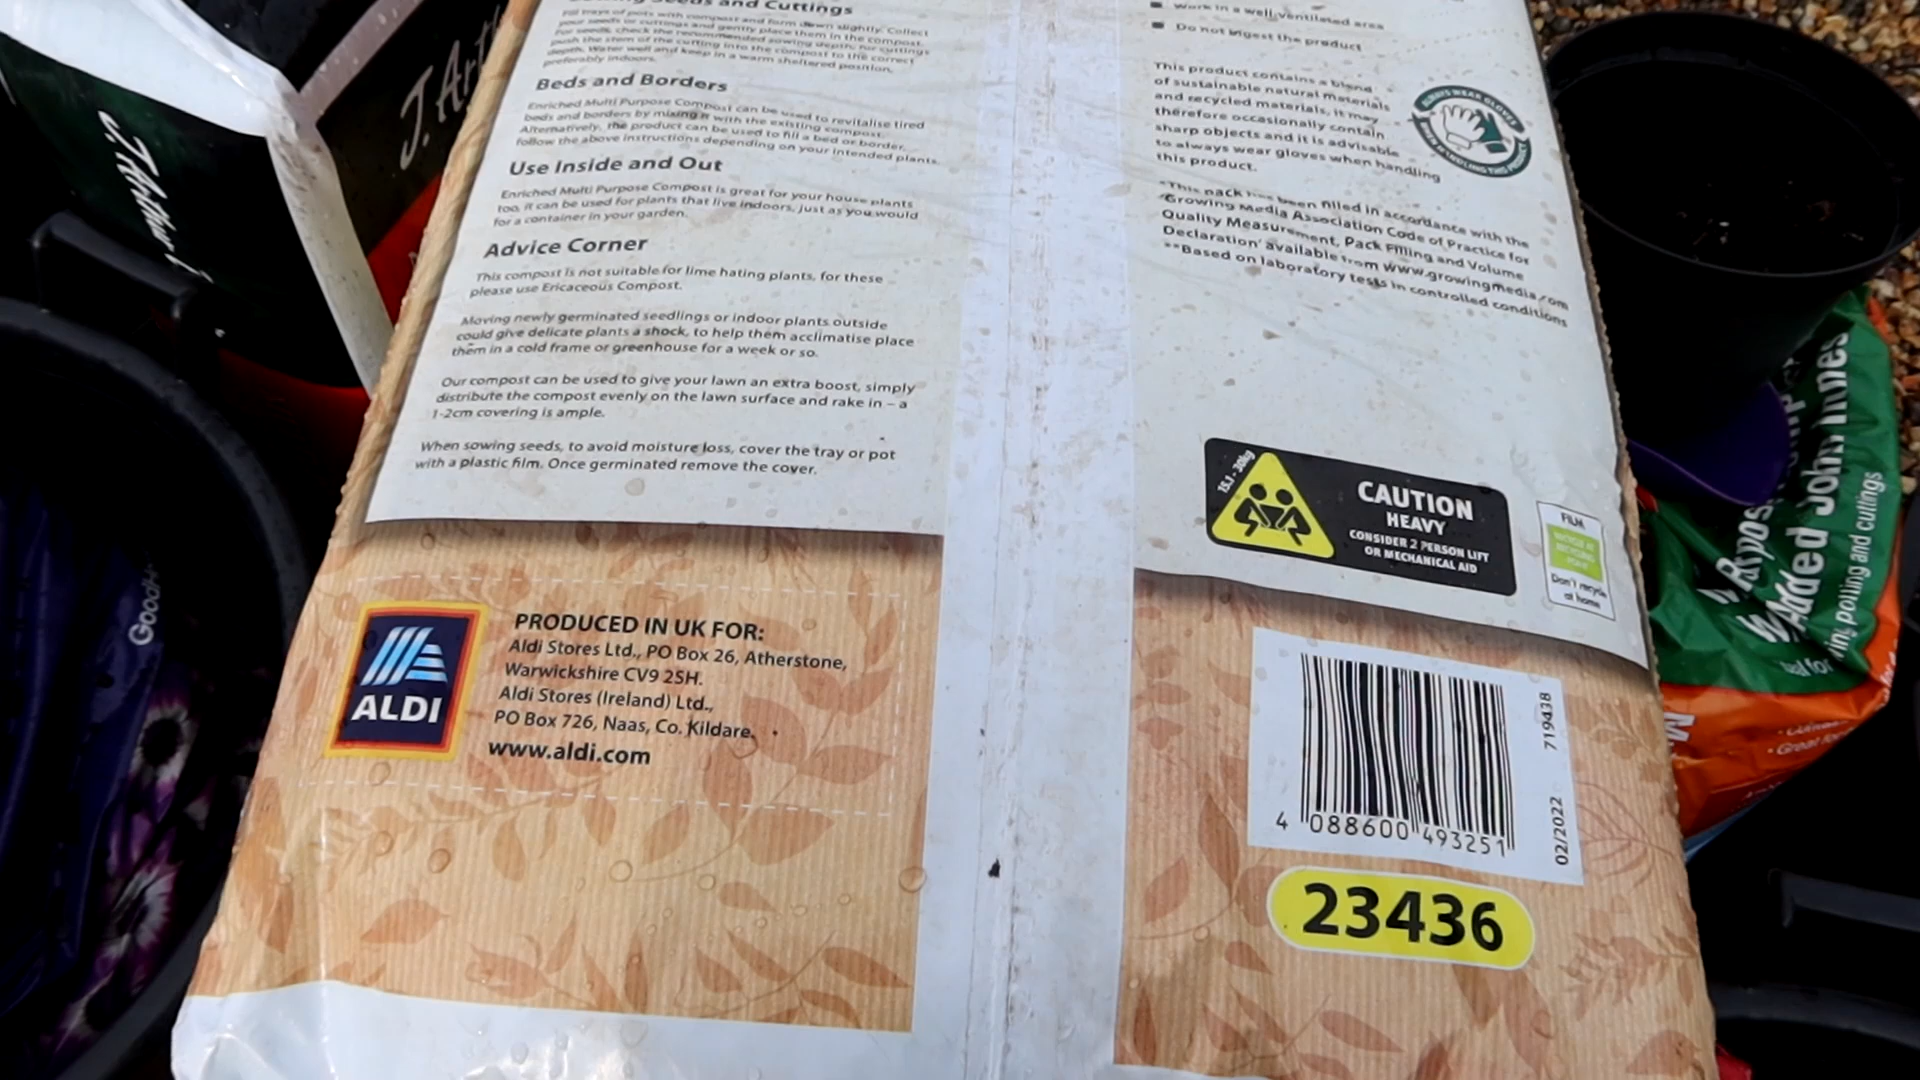 Seeds and Cuttings
Fill trays or pots with compost and firm down slightly. Collect
your seeds or cuttings and gently place them in the compost.
For seeds, check the recommended sowing depth, for cuttings
push the stem of the cutting into the compost to the correct
depth. Water well and keep in a warm sheltered position,
preferably indoors.
Beds and Borders
Enriched Multi Purpose Compost can be used to revitalise tired
beds and borders by mixing it with the existing compost.
Alternatively, the product can be used to fill a bed or border,
follow the above instructions depending on your intended plants.
Use Inside and Out
Enriched Multi Purpose Compost is great for your house plants
too, it can be used for plants that live indoors, just as you would
for a container in your garden.
Advice Corner
This compost is not suitable for lime hating plants, for these
please use Ericaceous Compost.
Moving newly germinated seedlings or indoor plants outside
could give delicate plants a shock, to help them acclimatise place
them in a cold frame or greenhouse for a week or so.
Our compost can be used to give your lawn an extra boost, simply
distribute the compost evenly on the lawn surface and rake in – a
1-2cm covering is ample.
When sowing seeds, to avoid moisture loss, cover the tray or pot
with a plastic film. Once germinated remove the cover.
ALDI
PRODUCED IN UK FOR:
Aldi Stores Ltd., PO Box 26, Atherstone,
Warwickshire CV9 2SH.
Aldi Stores (Ireland) Ltd.,
PO Box 726, Naas, Co. Kildare.
www.aldi.com
Work in a well ventilated area
Do not ingest the product
This product contains a blend
of sustainable natural materials
and recycled materials, it may
therefore occasionally contain
sharp objects and it is advisable
to always wear gloves when handling
this product.
ALWAYS WEAR GLOVES
WHEN HANDLING THIS PRODUCT
*This pack has been filled in accordance with the
'Growing Media Association Code of Practice for
Quality Measurement, Pack Filling and Volume
Declaration' available from www.growingmedia.com
**Based on laboratory tests in controlled conditions
15.1 - 30kg
CAUTION
HEAVY
CONSIDER 2 PERSON LIFT
OR MECHANICAL AID
FILM
RECYCLE AT
RECYCLING
POINT
Don't recycle
at home
4 088600 493251
719438
02/2022
23436
J. Arth
J. Arthur
Good
Added John Innes
potting and cuttings